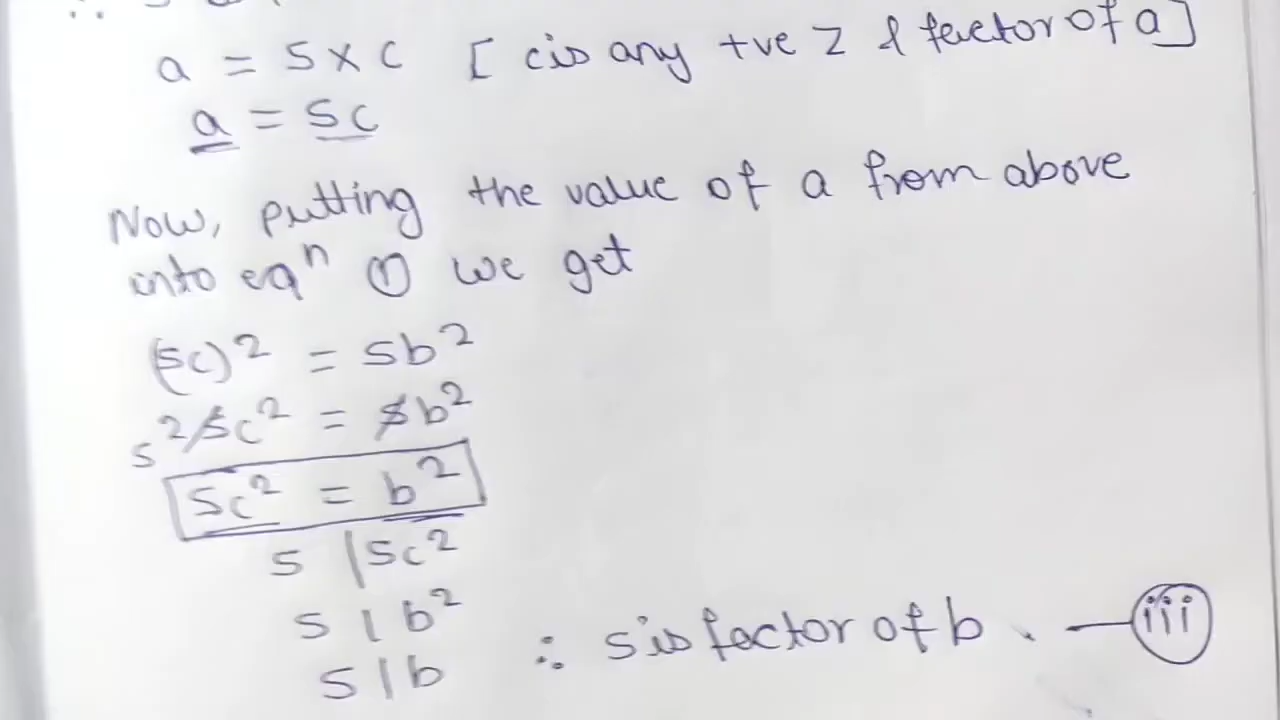 a = 5 × c [ c is any +ve Z & factor of a ]
a = 5c
Now, putting the value of a from above
into eqⁿ ① we get
(5c)² = 5b²
5²5c² = 5b²
5c² = b²
5 | 5c²
5 | b²
5 | b ∴ 5 is factor of b . — (iii)